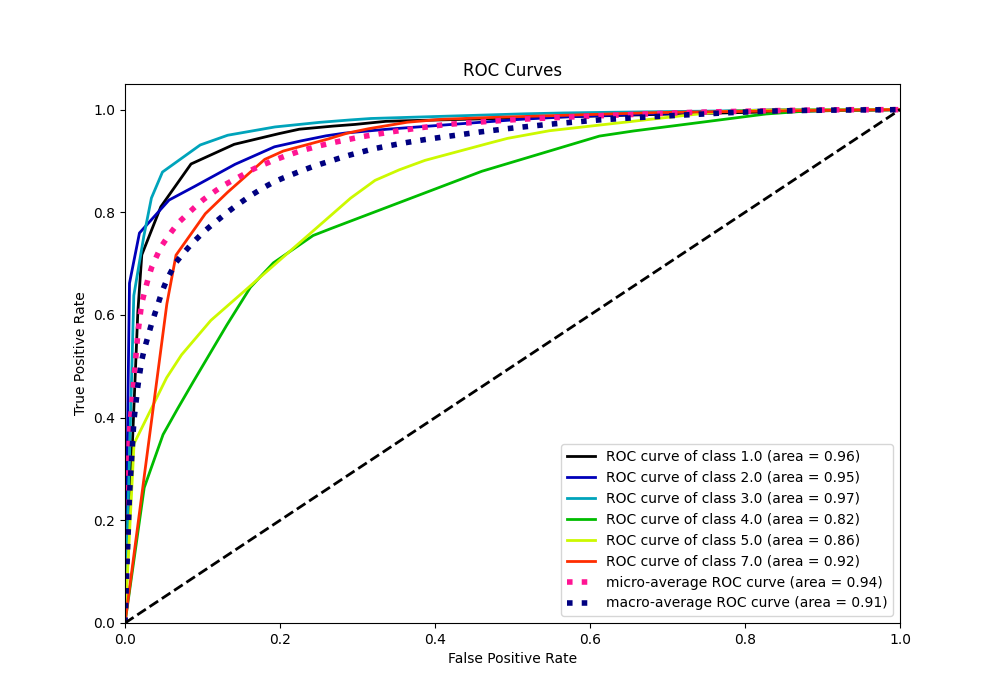 ROC Curves
True Positive Rate
1.0
0.8
0.6
0.4
0.2
0.0
ROC curve of class 1.0 (area = 0.96)
ROC curve of class 2.0 (area = 0.95)
ROC curve of class 3.0 (area = 0.97)
ROC curve of class 4.0 (area = 0.82)
ROC curve of class 5.0 (area = 0.86)
ROC curve of class 7.0 (area = 0.92)
micro-average ROC curve (area = 0.94)
macro-average ROC curve (area = 0.91)
0.0 0.2 0.4 0.6 0.8 1.0
False Positive Rate